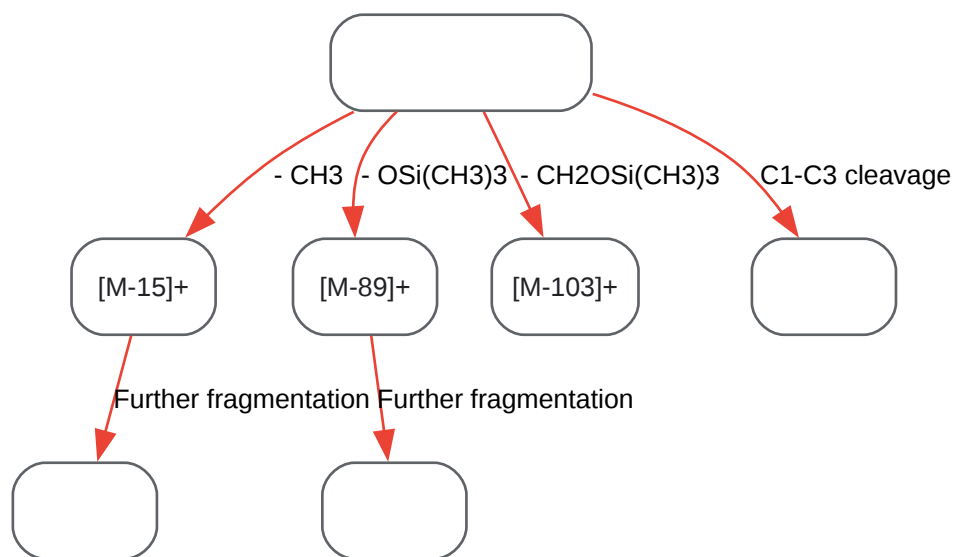 - CH3
- OSi(CH3)3
- CH2OSi(CH3)3
C1-C3 cleavage
[M-15]+
[M-89]+
[M-103]+
Further fragmentation
Further fragmentation